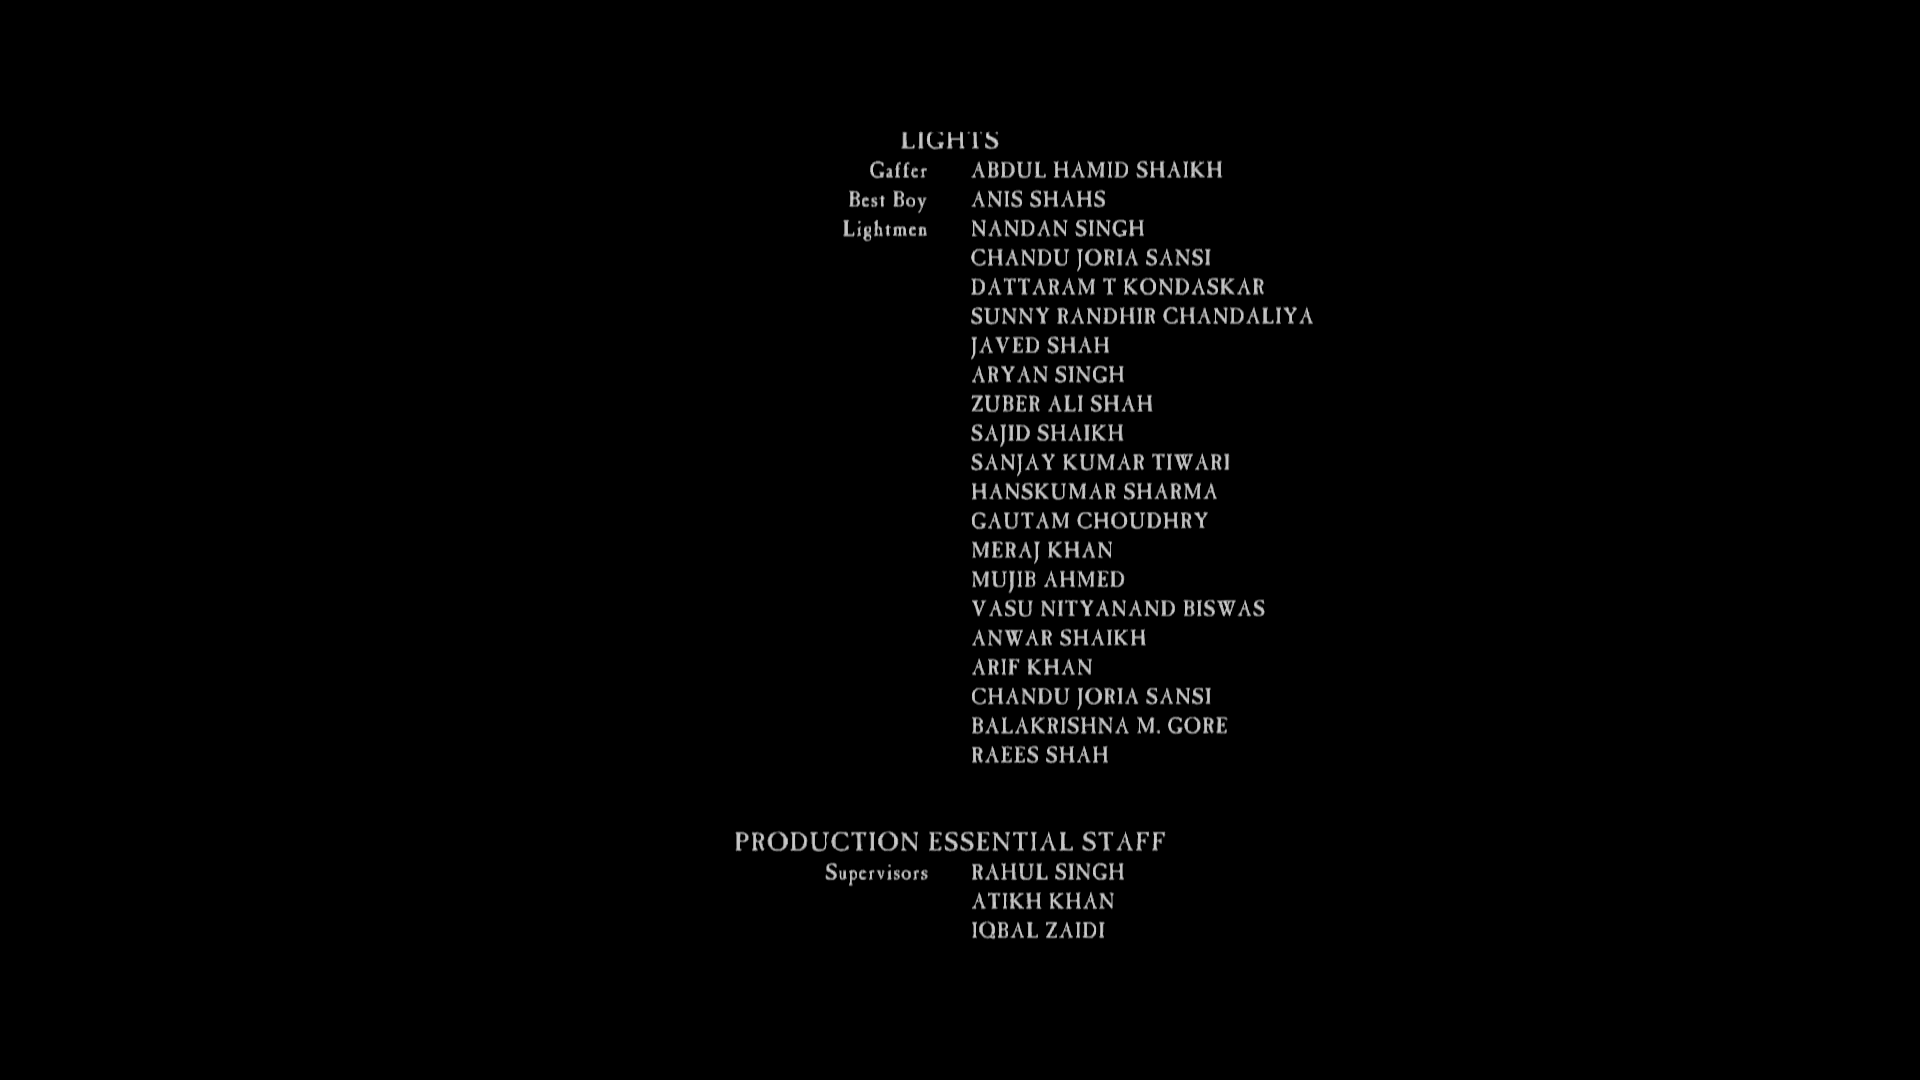 LIGHTS
Gaffer ABDUL HAMID SHAIKH
Best Boy ANIS SHAHS
Lightmen NANDAN SINGH
CHANDU JORIA SANSI
DATTARAM T KONDASKAR
SUNNY RANDHIR CHANDALIYA
JAVED SHAH
ARYAN SINGH
ZUBER ALI SHAH
SAJID SHAIKH
SANJAY KUMAR TIWARI
HANSKUMAR SHARMA
GAUTAM CHOUDHRY
MERAJ KHAN
MUJIB AHMED
VASU NITYANAND BISWAS
ANWAR SHAIKH
ARIF KHAN
CHANDU JORIA SANSI
BALAKRISHNA M. GORE
RAEES SHAH
PRODUCTION ESSENTIAL STAFF
Supervisors RAHUL SINGH
ATIKH KHAN
IQBAL ZAIDI